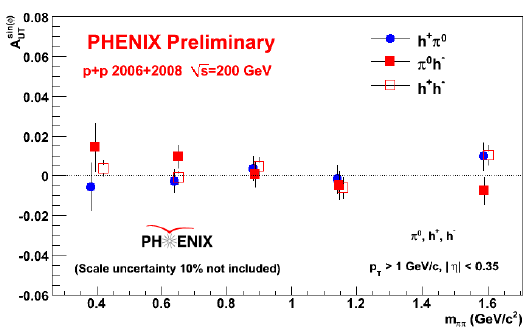 A_UT^sin(φ)
0.08
0.06
0.04
0.02
0
-0.02
-0.04
-0.06
PHENIX Preliminary
p+p 2006+2008 √s=200 GeV
h⁺π⁰
π⁰h⁻
h⁺h⁻
PHENIX
(Scale uncertainty 10% not included)
π⁰, h⁺, h⁻
p_T > 1 GeV/c, |η| < 0.35
0.4 0.6 0.8 1 1.2 1.4 1.6
m_ππ (GeV/c²)